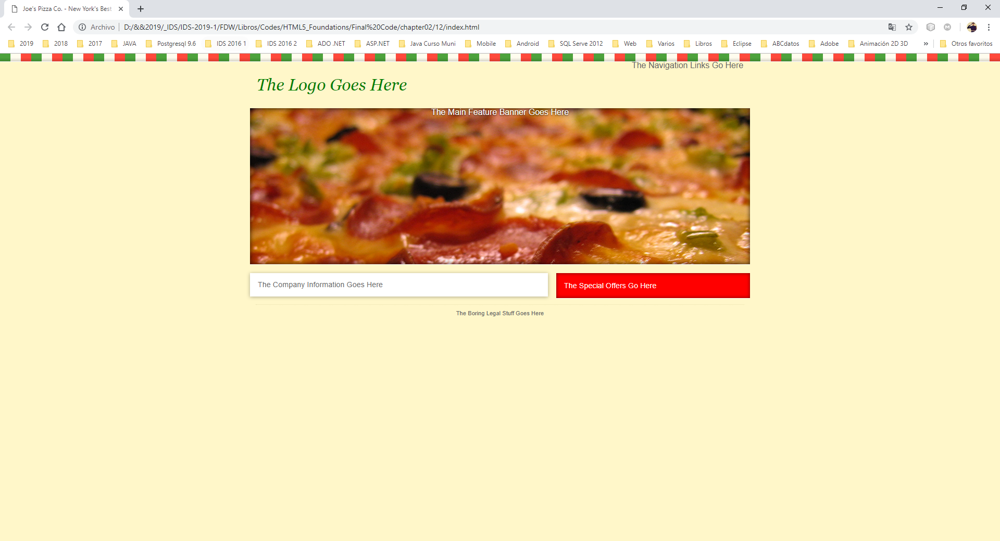 Joe's Pizza Co. - New York's Best
Archivo D:/&&2019/_IDS/IDS-2019-1/FDW/Libros/Codes/HTML5_Foundations/Final%20Code/chapter02/12/index.html
2019 2018 2017 JAVA Postgresql 9.6 IDS 2016 1 IDS 2016 2 ADO .NET ASP.NET Java Curso Muni Mobile Android SQL Serve 2012 Web Varios Libros Eclipse ABCdatos Adobe Animación 2D 3D » Otros favoritos
The Navigation Links Go Here
The Logo Goes Here
The Main Feature Banner Goes Here
The Company Information Goes Here
The Special Offers Go Here
The Boring Legal Stuff Goes Here